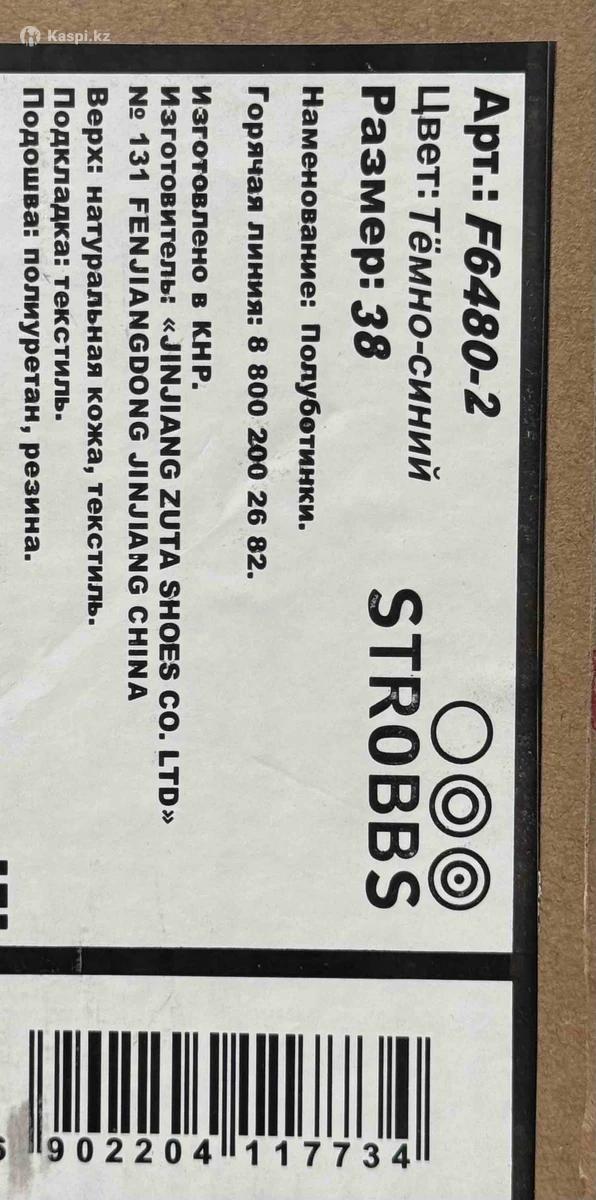 Kaspi.kz
Арт.: F6480-2
Цвет: Тёмно-синий
Размер: 38
STROBBS
Наменование: Полуботинки.
Горячая линия: 8 800 200 26 82.
Изготовлено в КНР.
Изготовитель: «JINJIANG ZUTA SHOES CO. LTD»
№ 131 FENJIANGDONG JINJIANG CHINA
Верх: натуральная кожа, текстиль.
Подкладка: текстиль.
Подошва: полиуретан, резина.
902204 117734